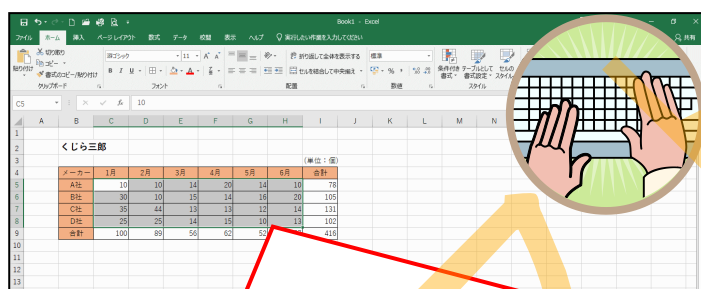 Book1 - Excel
ファイル ホーム 挿入 ページレイアウト 数式 データ 校閲 表示 ヘルプ 実行したい作業を入力してください 共有
切り取り 游ゴシック 11 A A 折り返して全体を表示する 標準
貼り付け コピー B I U セルを結合して中央揃え % 条件付き テーブルとして セルの
書式のコピー/貼り付け 書式 書式設定 スタイル
クリップボード フォント 配置 数値 スタイル
C5 fx 10
A B C D E F G H I J K L M N
1
2 くじら三郎
3 (単位:個)
4 メーカー 1月 2月 3月 4月 5月 6月 合計
5 A社 10 10 14 20 14 10 78
6 B社 30 10 15 14 16 20 105
7 C社 35 44 13 13 12 14 131
8 D社 25 25 14 15 10 13 102
9 合計 100 89 56 62 52 416
10
11
12
13